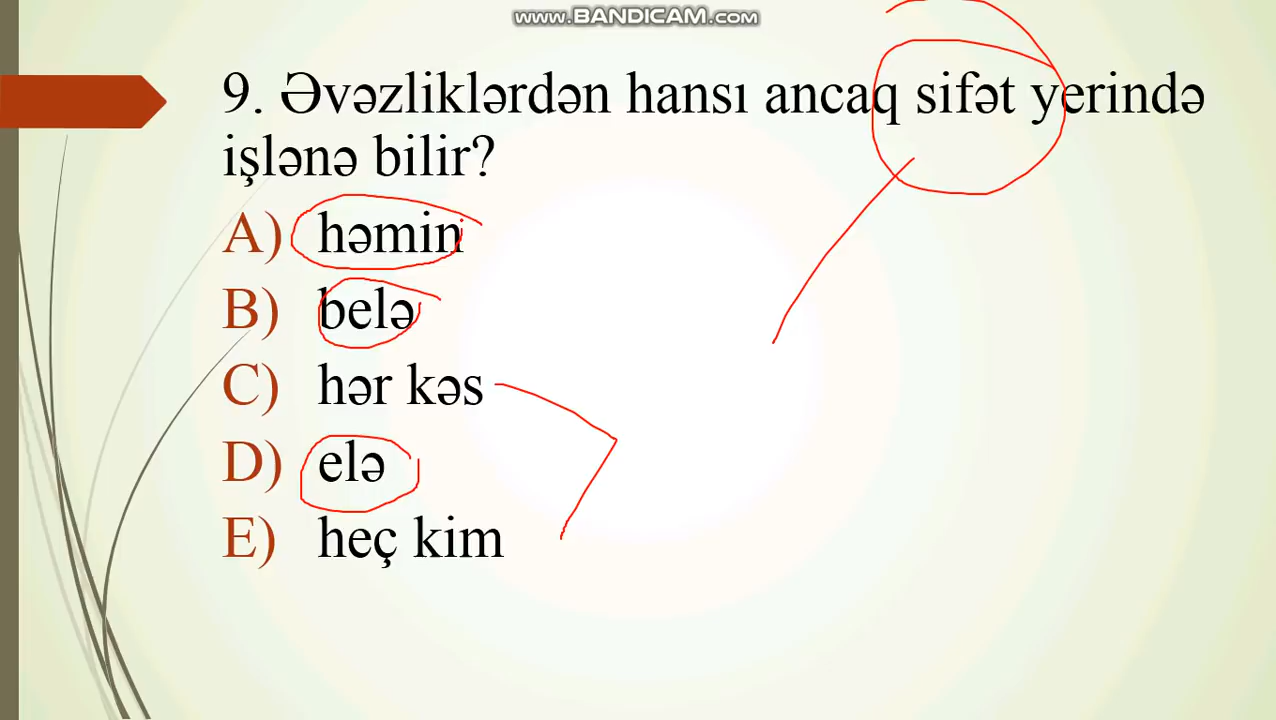 www.BANDICAM.com
9. Əvəzliklərdən hansı ancaq sifət yerində
işlənə bilir?
A) həmin
B) belə
C) hər kəs
D) elə
E) heç kim